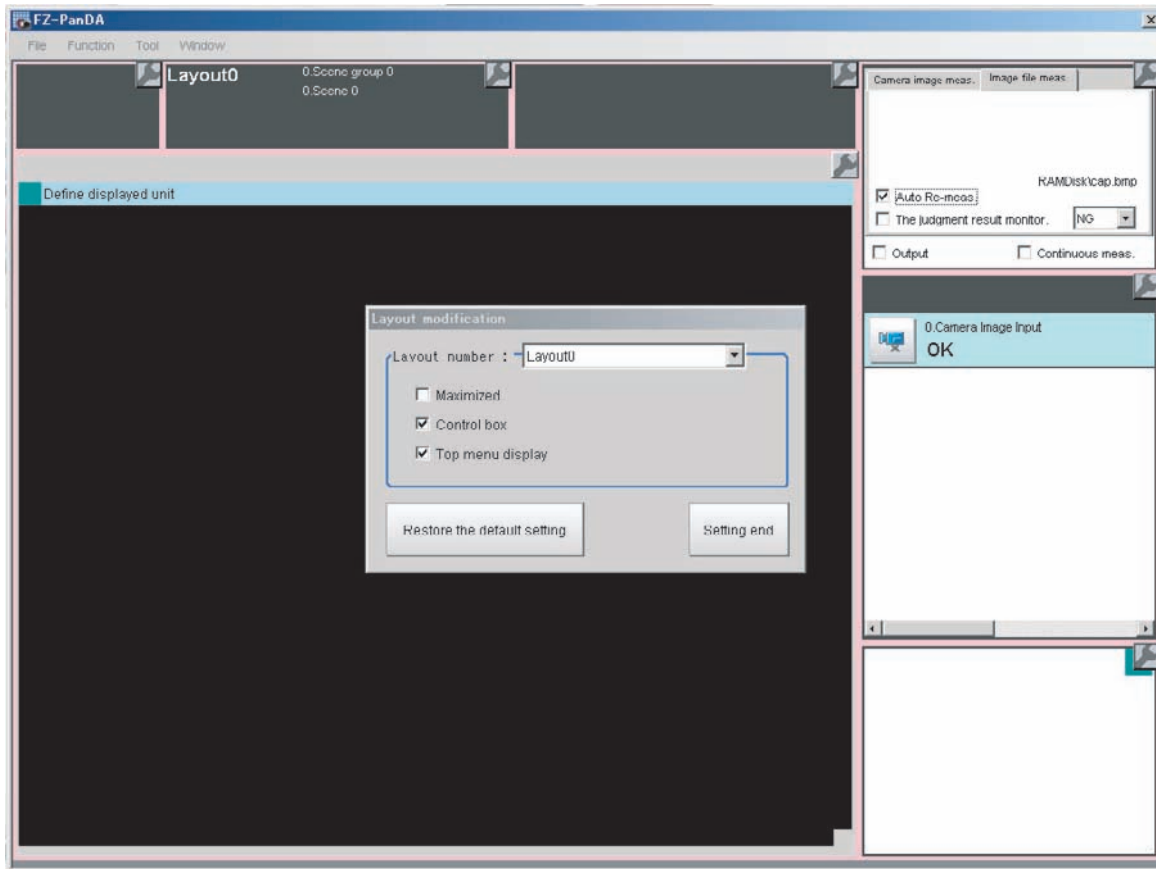 FZ-PanDA
File Function Tool Window
Layout0
0.Scene group 0
0.Scene 0
Camera image meas. Image file meas.
RAMDisk\cap.bmp
Auto Re-meas.
The judgment result monitor. NG
Output Continuous meas.
Define displayed unit
0.Camera Image Input
OK
Layout modification
Layout number : Layout0
Maximized
Control box
Top menu display
Restore the default setting
Setting end